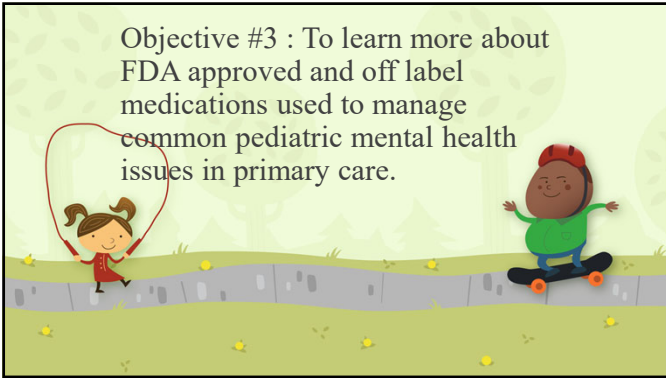 Objective #3 : To learn more about
FDA approved and off label
medications used to manage
common pediatric mental health
issues in primary care.